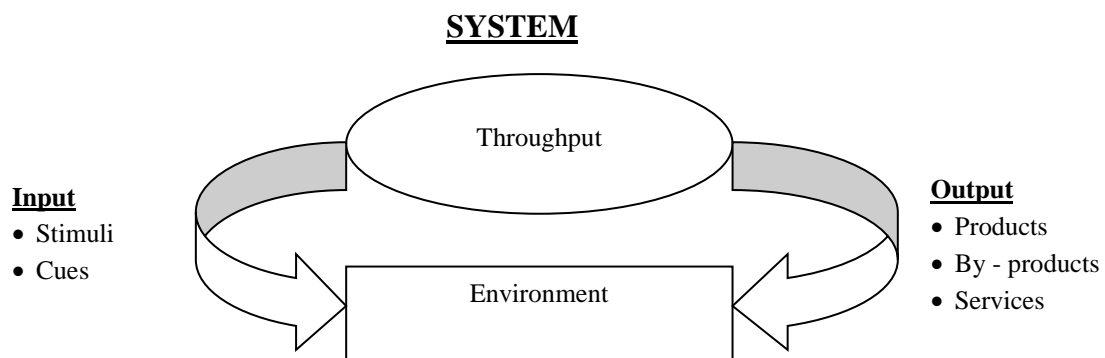 SYSTEM
Throughput
Input
• Stimuli
• Cues
Output
• Products
• By - products
• Services
Environment